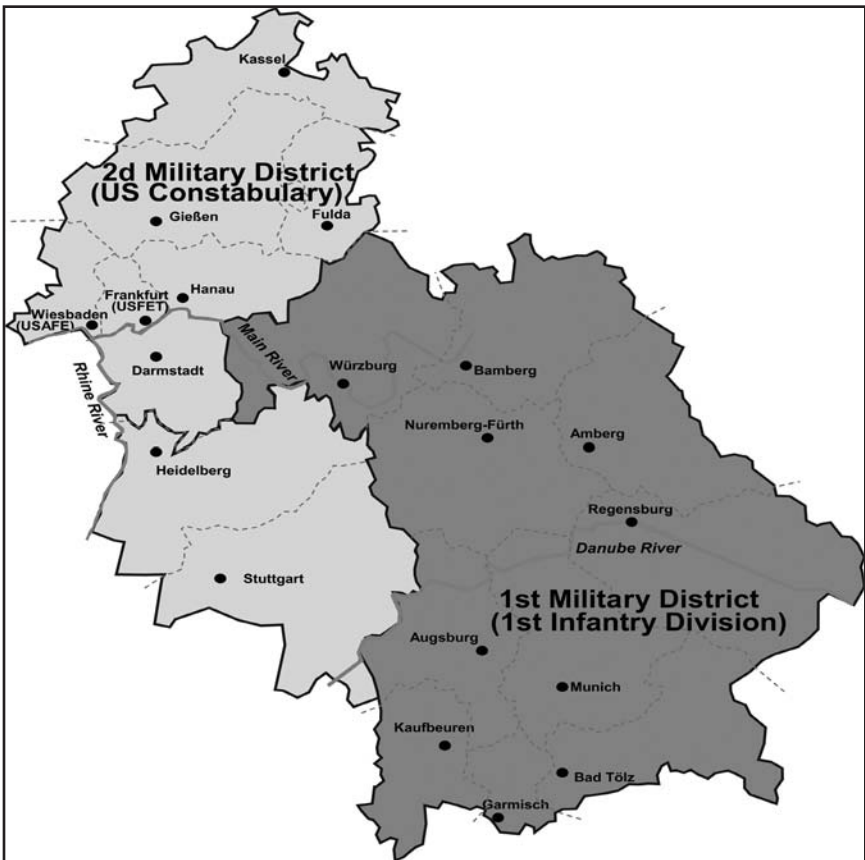 Kassel
2d Military District
(US Constabulary)
Gießen
Fulda
Hanau
Frankfurt
(USFET)
Wiesbaden
(USAFE)
Main River
Darmstadt
Rhine River
Würzburg
Bamberg
Nuremberg-Fürth
Amberg
Heidelberg
Regensburg
Danube River
Stuttgart
1st Military District
(1st Infantry Division)
Augsburg
Munich
Kaufbeuren
Bad Tölz
Garmisch